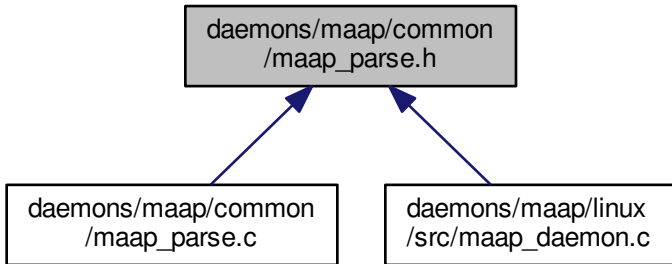 daemons/maap/common
/maap_parse.h
daemons/maap/common
/maap_parse.c
daemons/maap/linux
/src/maap_daemon.c